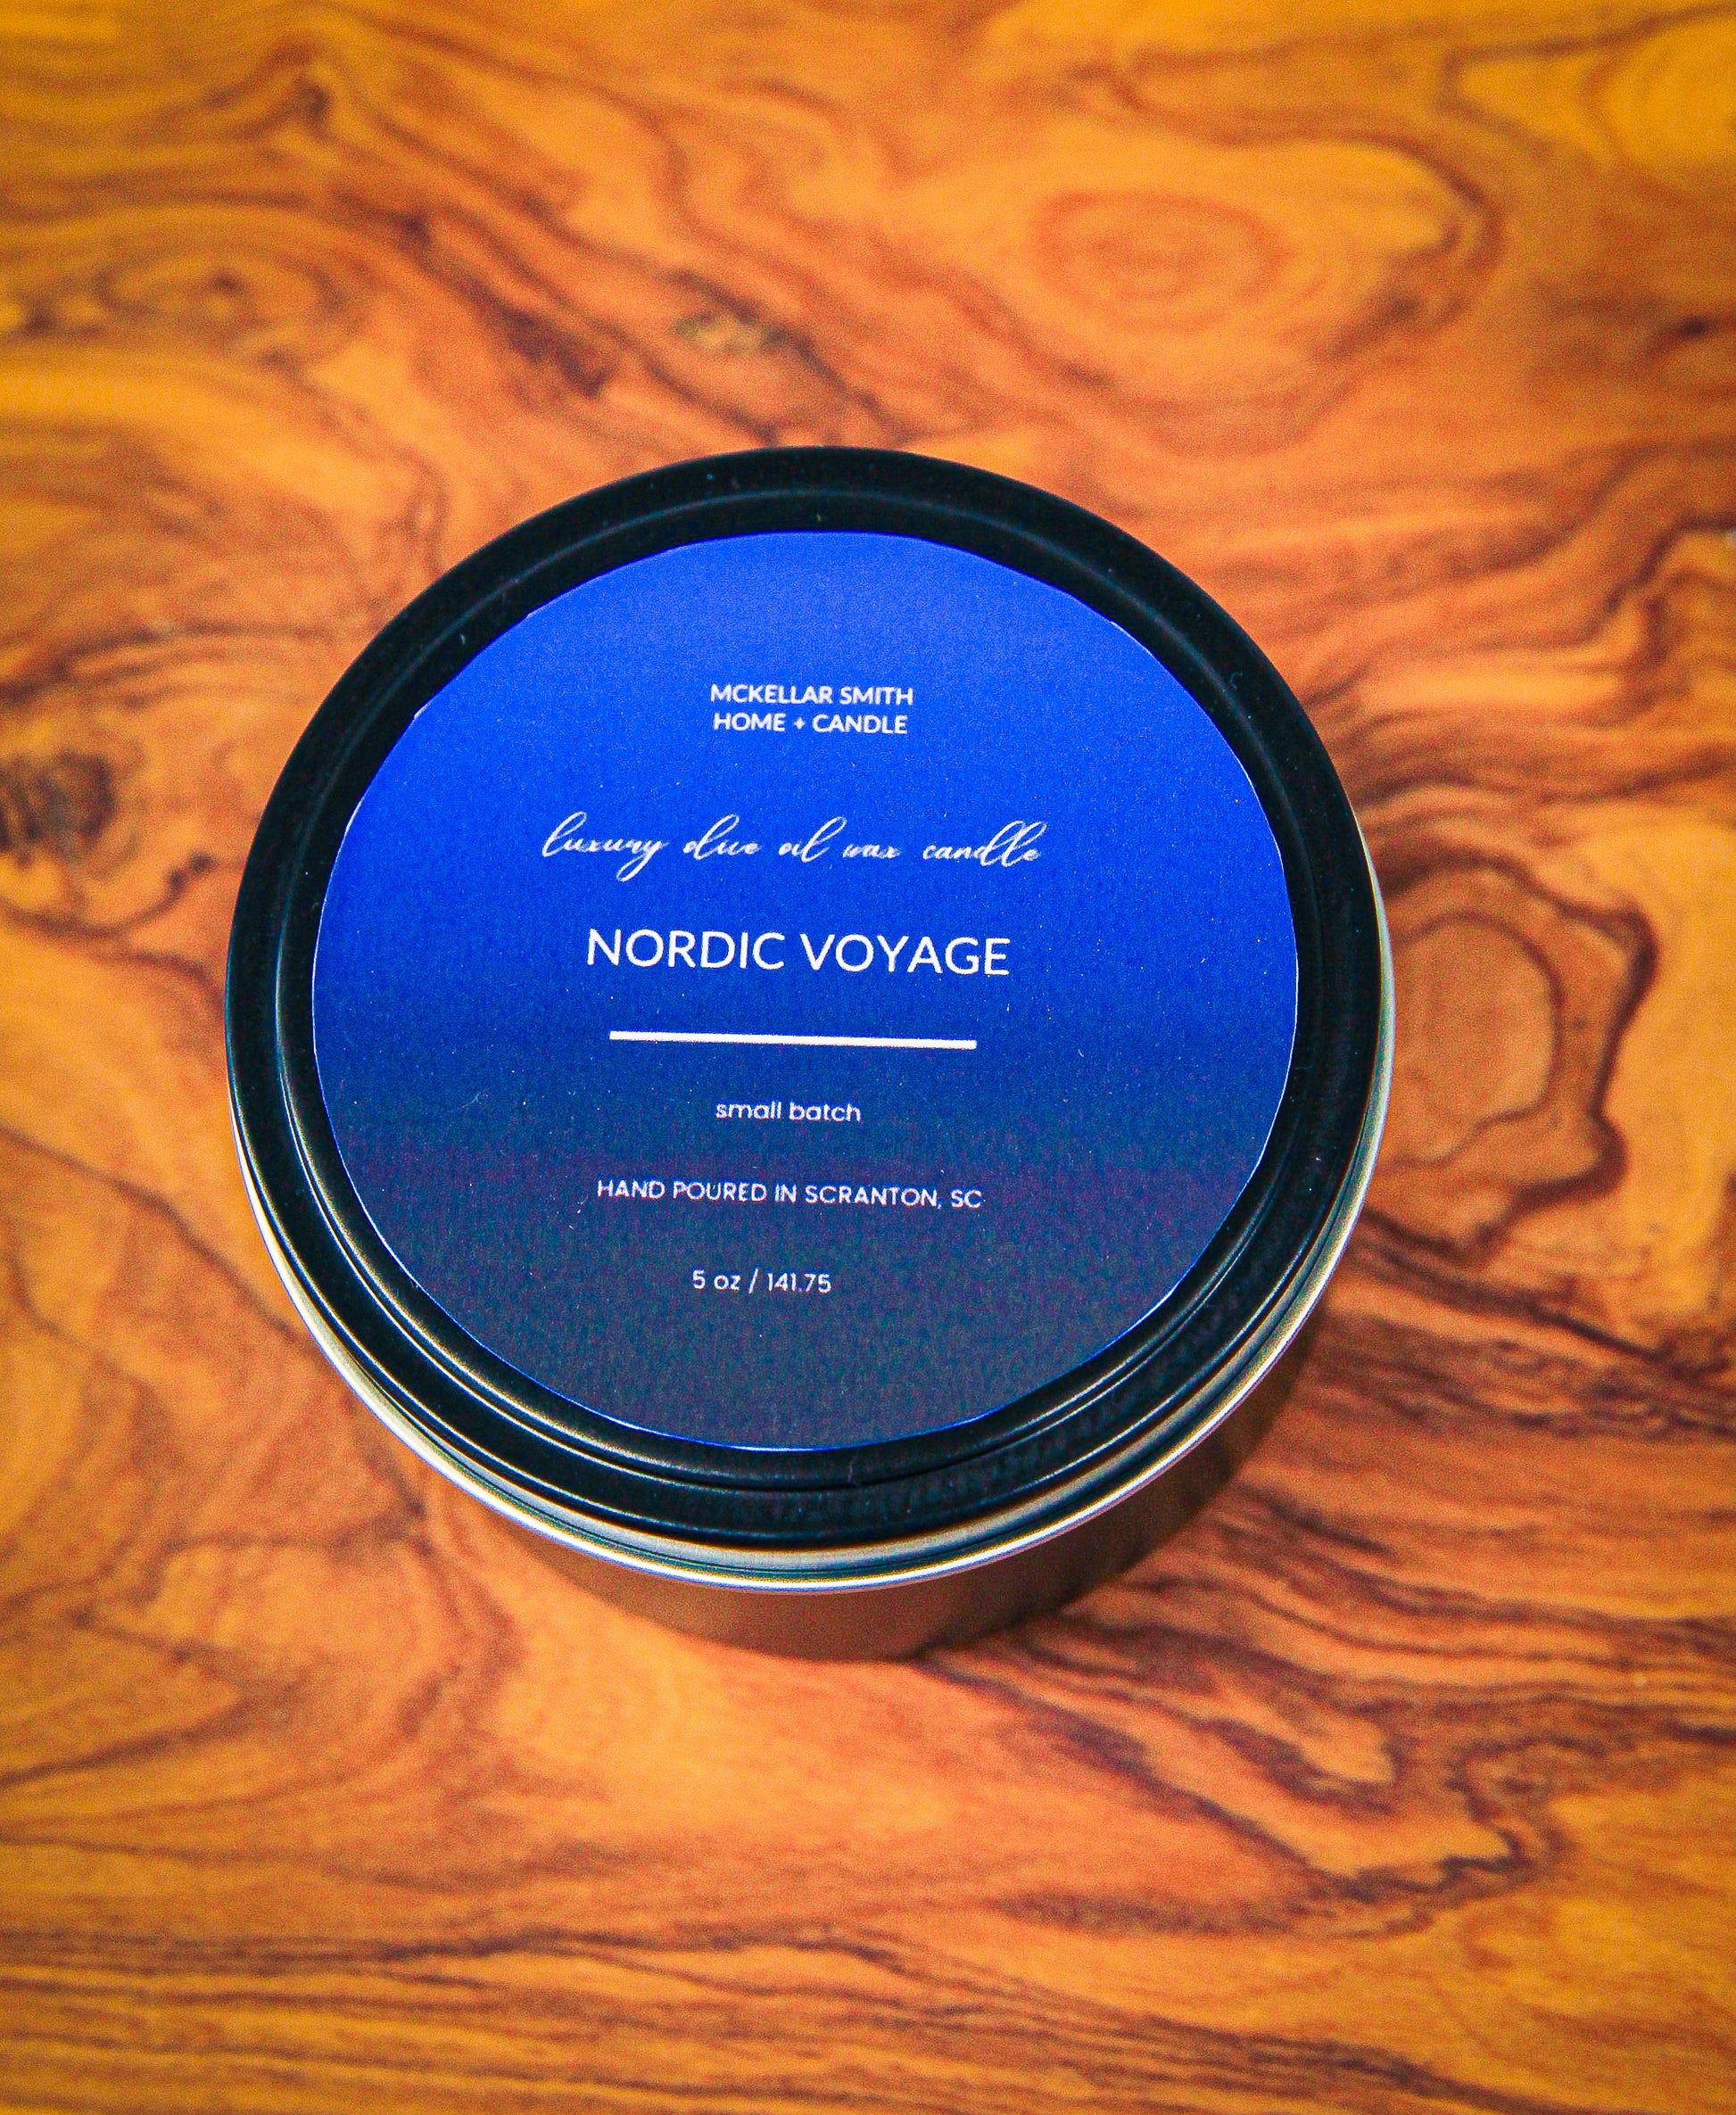 MCKELLAR SMITH
HOME + CANDLE
luxury olive oil wax candle
NORDIC VOYAGE
small batch
HAND POURED IN SCRANTON, SC
5 oz / 141.75